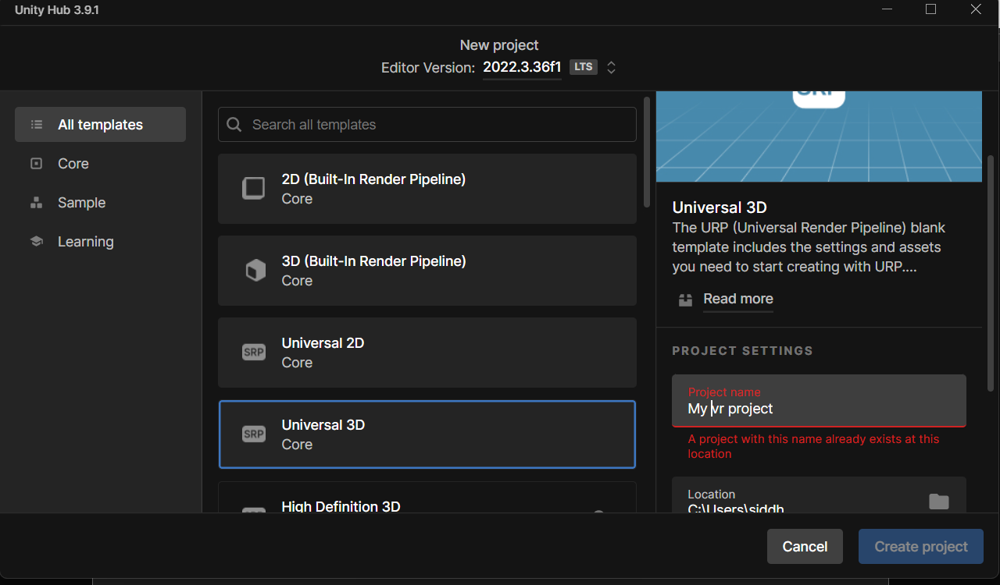 Unity Hub 3.9.1
New project
Editor Version: 2022.3.36f1 LTS
All templates
Core
Sample
Learning
Search all templates
2D (Built-In Render Pipeline)
Core
3D (Built-In Render Pipeline)
Core
SRP
Universal 2D
Core
SRP
Universal 3D
Core
High Definition 3D
SRP
Universal 3D
The URP (Universal Render Pipeline) blank
template includes the settings and assets
you need to start creating with URP....
Read more
PROJECT SETTINGS
Project name
My vr project
A project with this name already exists at this
location
Location
C:\Users\siddh
Cancel
Create project